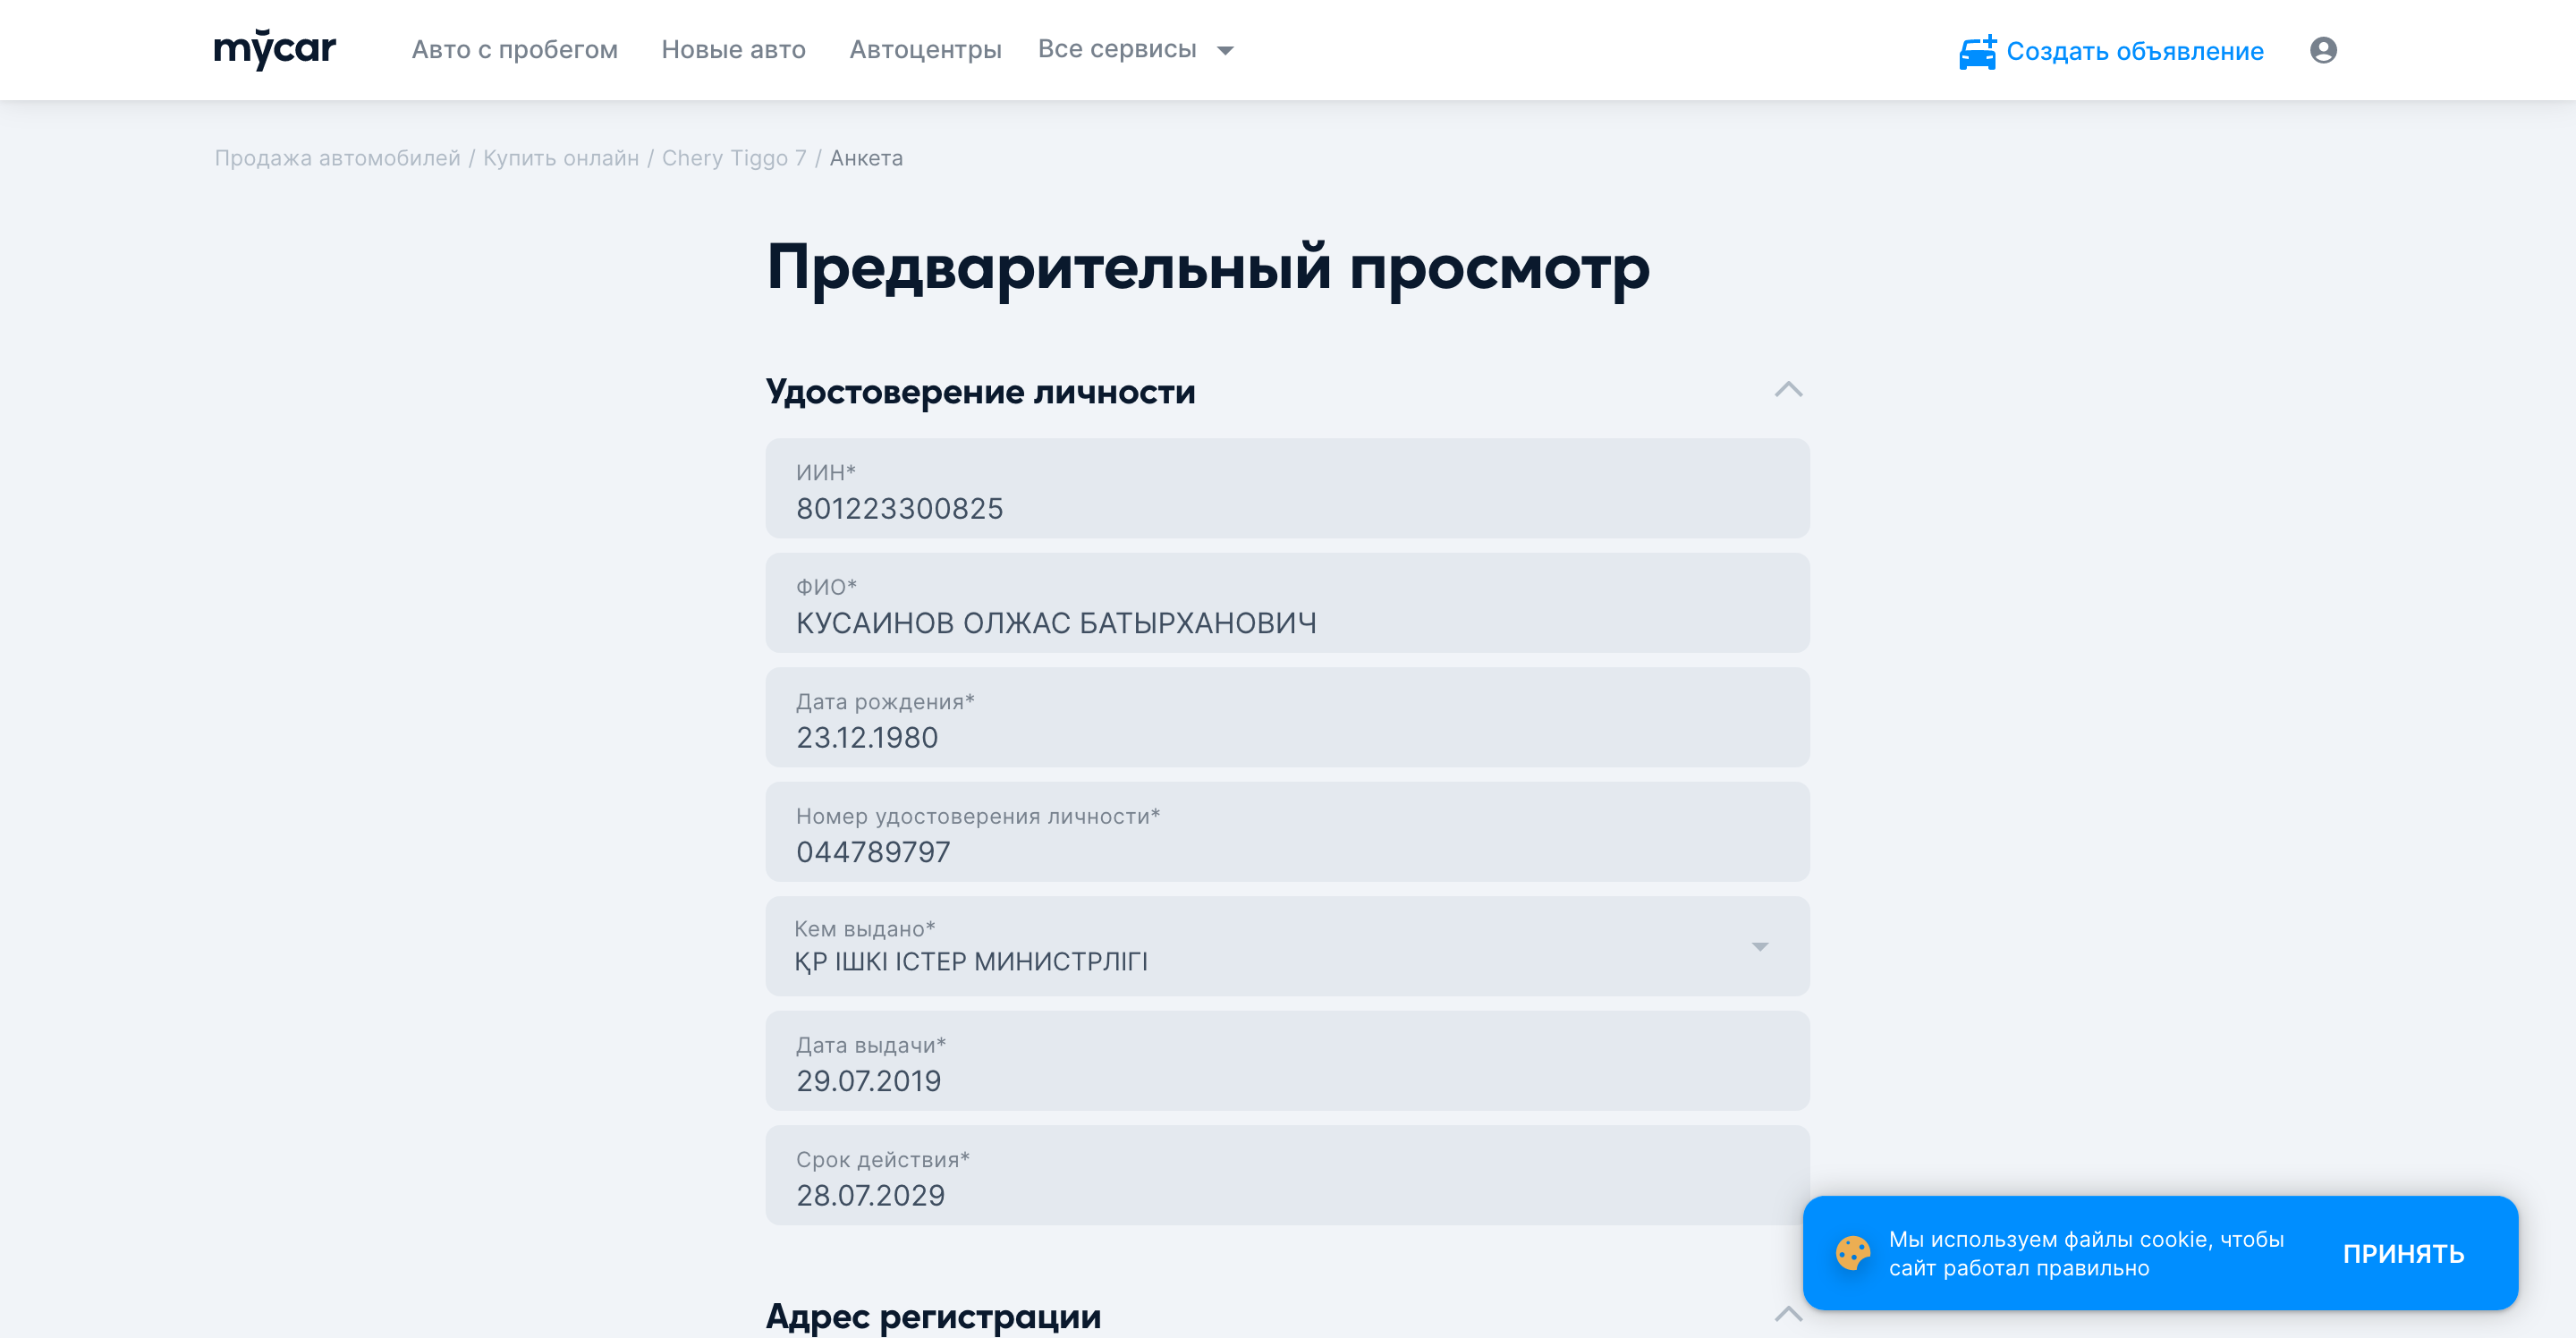 mycar
Авто с пробегом
Новые авто
Автоцентры
Все сервисы
Создать объявление
Продажа автомобилей / Купить онлайн / Chery Tiggo 7 / Анкета
Предварительный просмотр
Удостоверение личности
ИИН*
801223300825
ФИО*
КУСАИНОВ ОЛЖАС БАТЫРХАНОВИЧ
Дата рождения*
23.12.1980
Номер удостоверения личности*
044789797
Кем выдано*
ҚР ІШКІ ІСТЕР МИНИСТРЛІГІ
Дата выдачи*
29.07.2019
Срок действия*
28.07.2029
Мы используем файлы cookie, чтобы
сайт работал правильно
ПРИНЯТЬ
Адрес регистрации